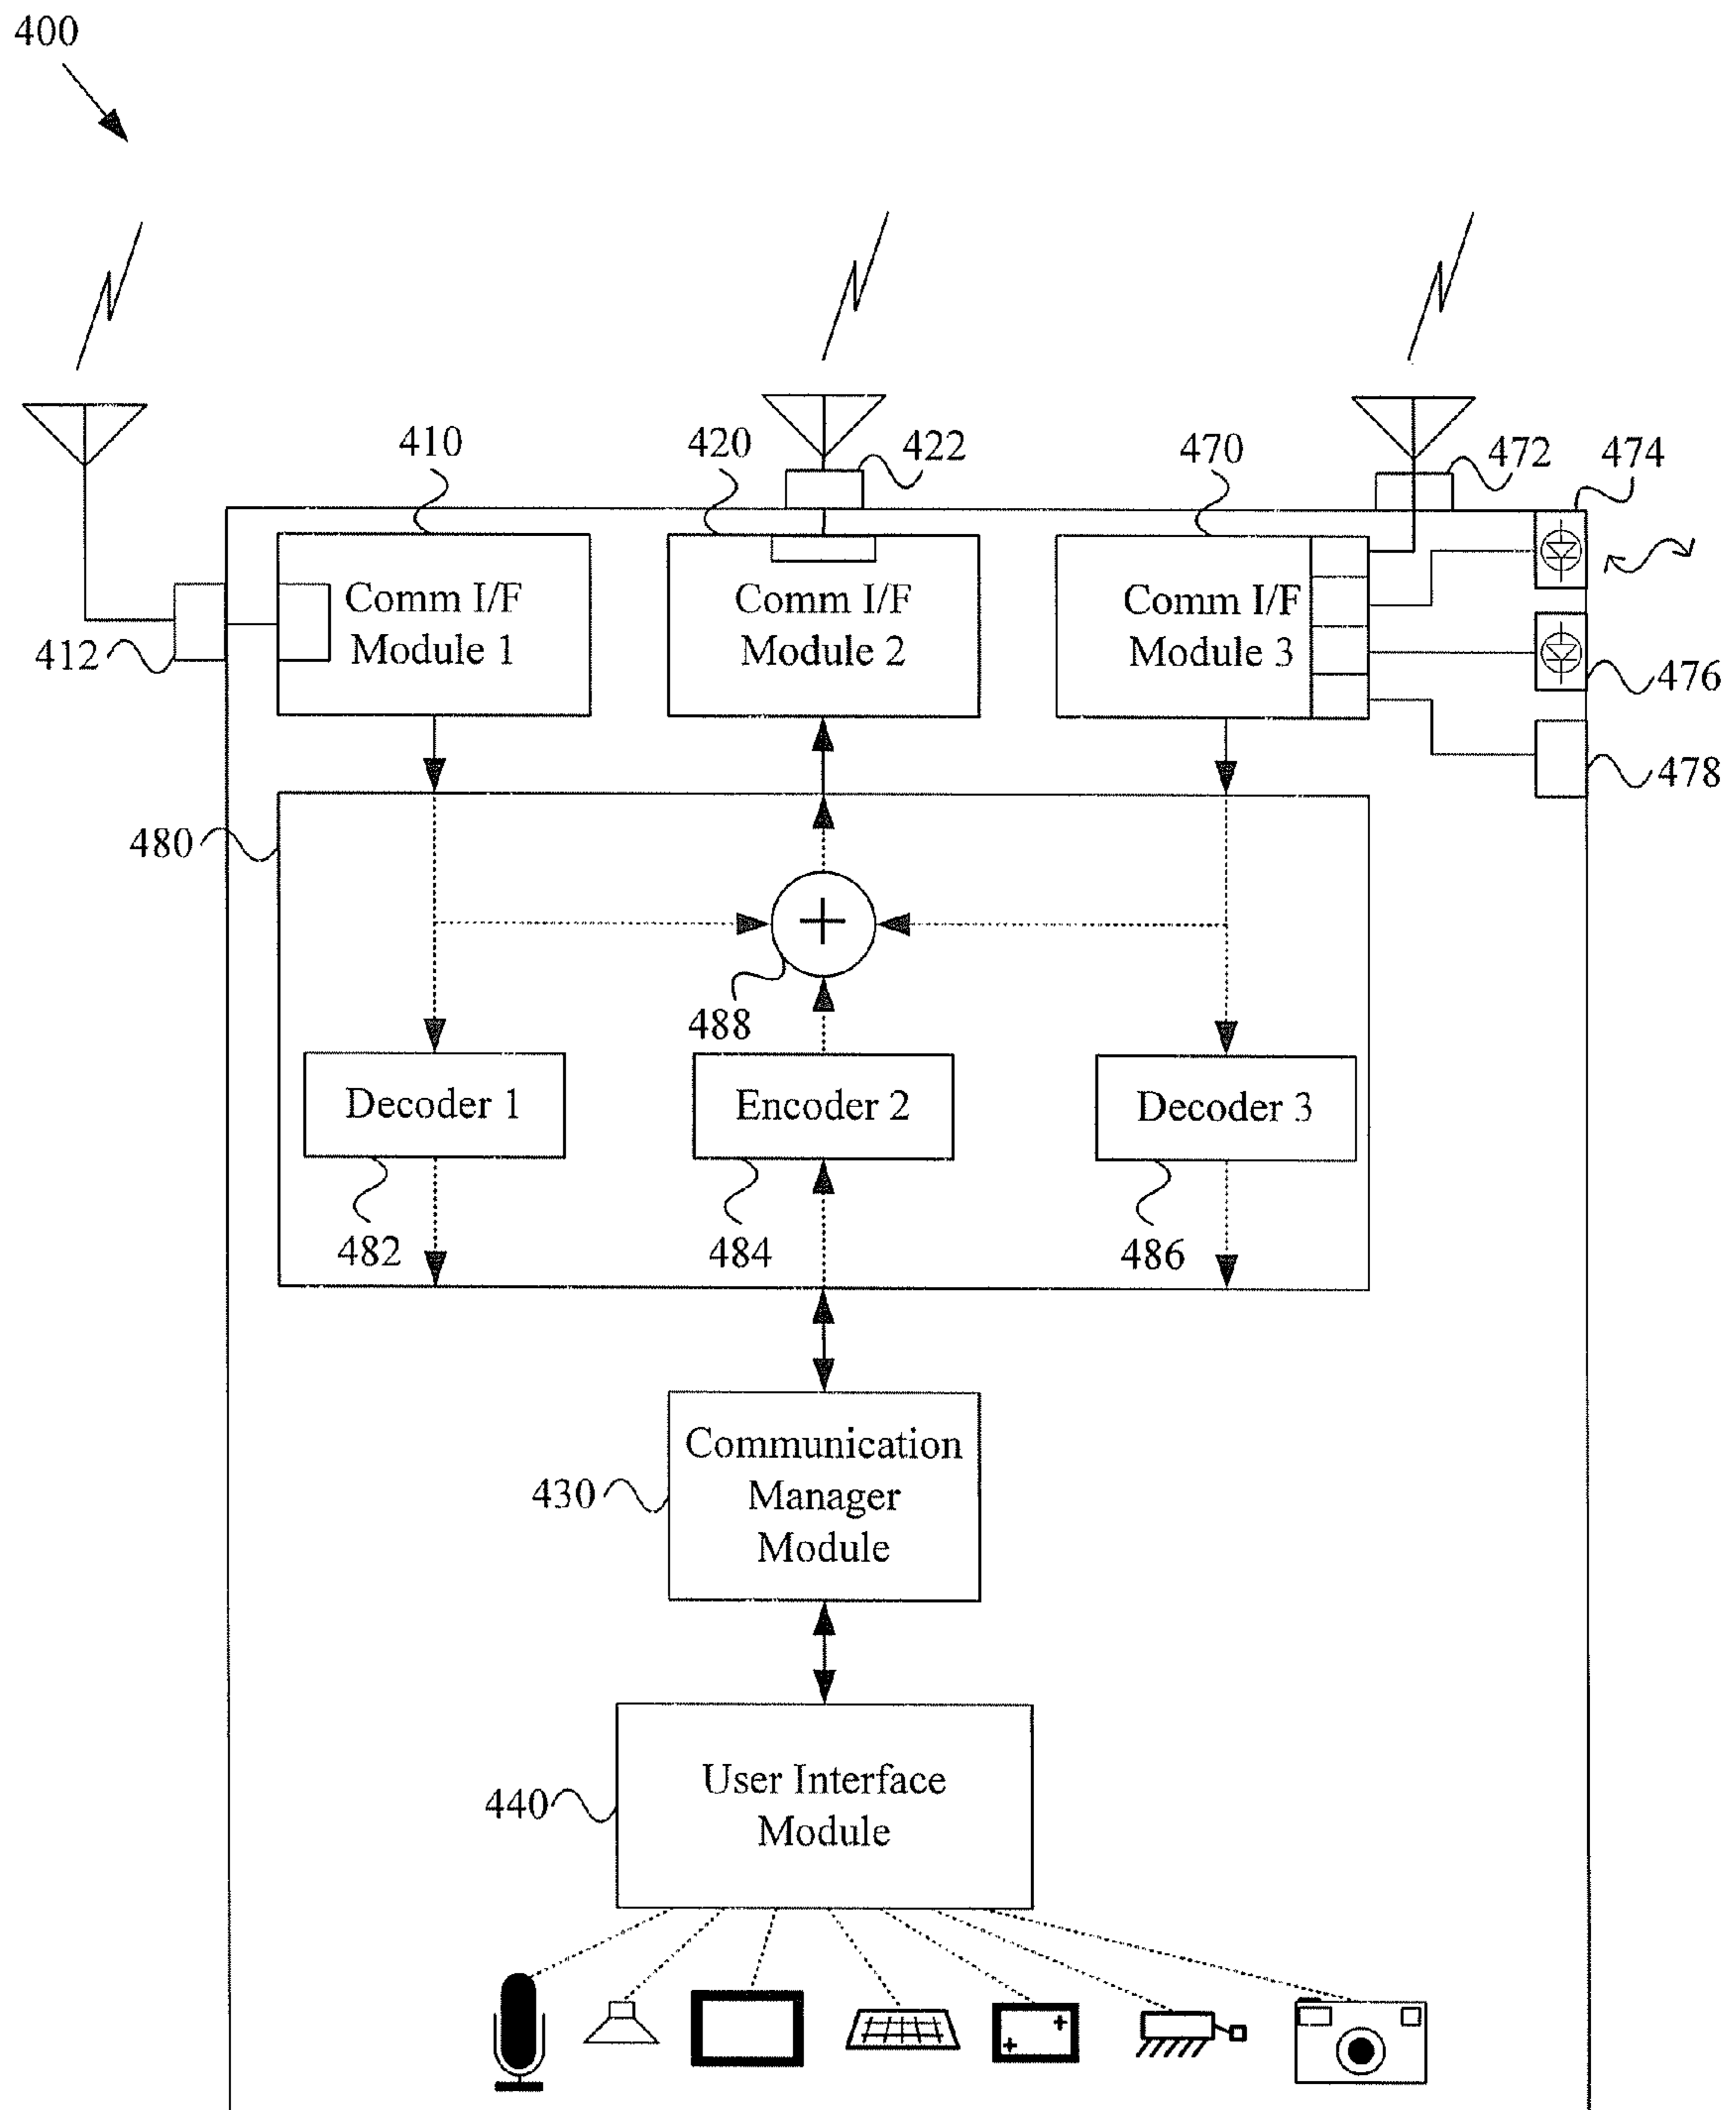 400
410
420
422
470
472
474
Comm I/F
Module 1
Comm I/F
Module 2
Comm I/F
Module 3
412
476
478
480
488
Decoder 1
Encoder 2
Decoder 3
482
484
486
Communication
Manager
Module
430
User Interface
Module
440